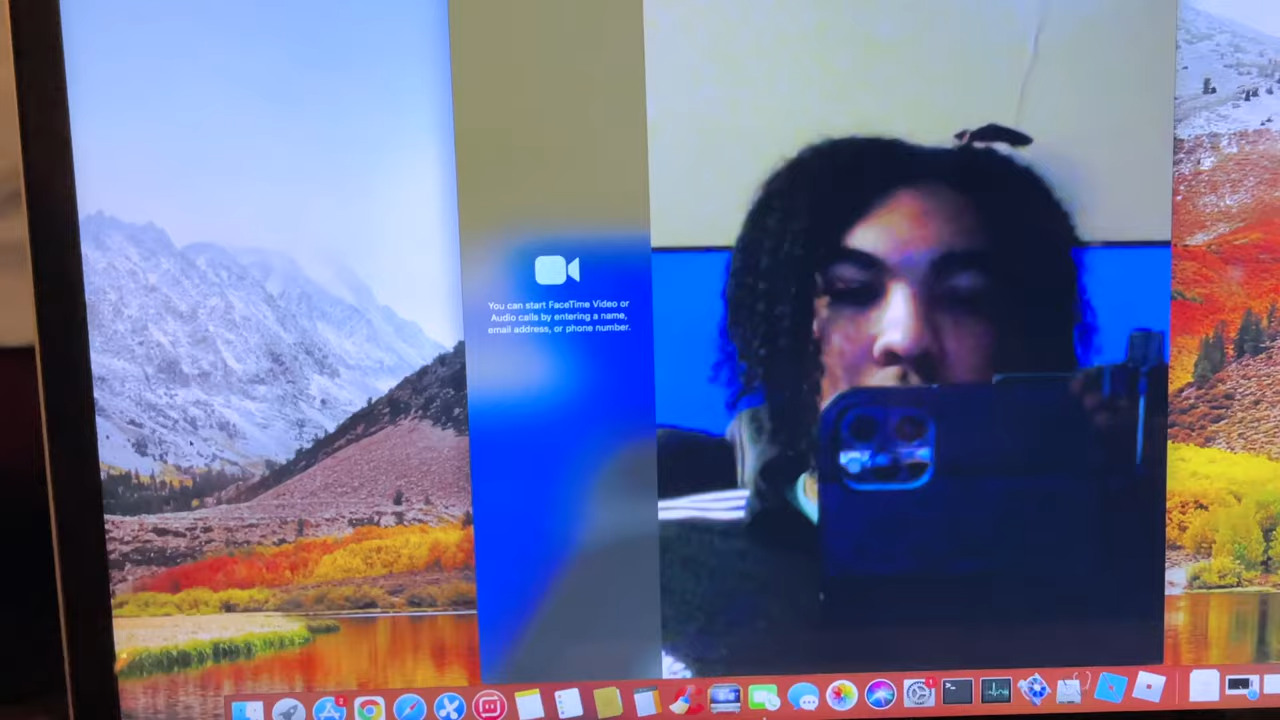 You can start FaceTime Video or
Audio calls by entering a name,
email address, or phone number.